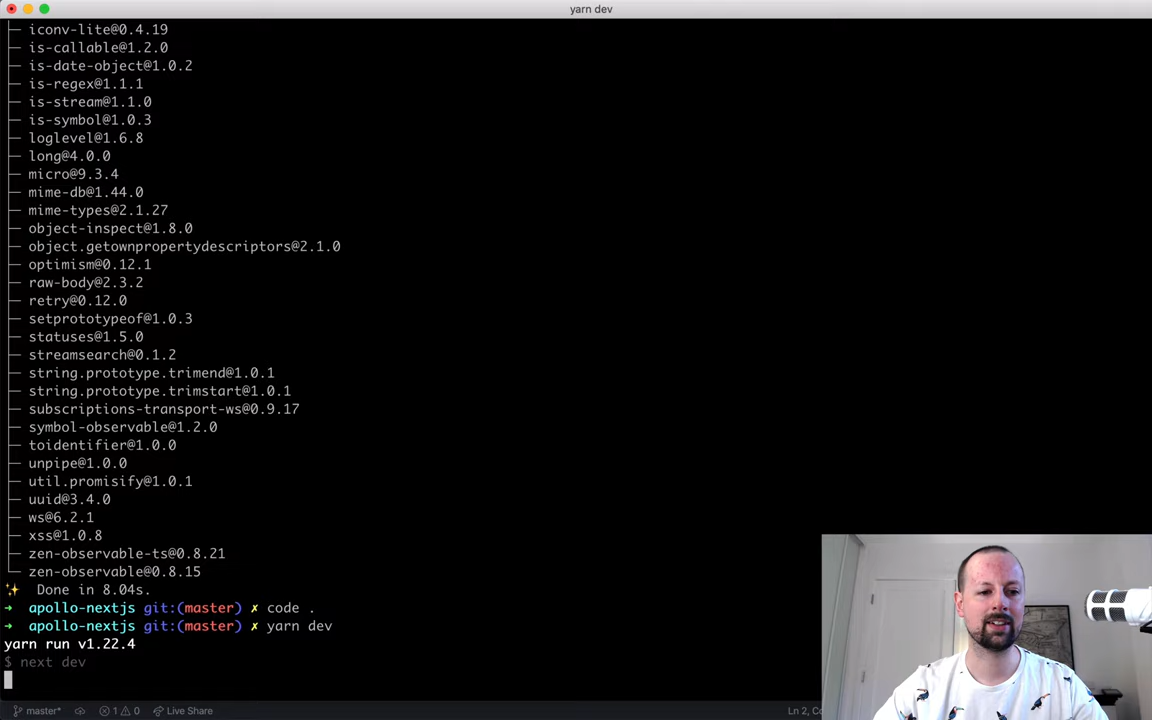 yarn dev
├─ iconv-lite@0.4.19
├─ is-callable@1.2.0
├─ is-date-object@1.0.2
├─ is-regex@1.1.1
├─ is-stream@1.1.0
├─ is-symbol@1.0.3
├─ loglevel@1.6.8
├─ long@4.0.0
├─ micro@9.3.4
├─ mime-db@1.44.0
├─ mime-types@2.1.27
├─ object-inspect@1.8.0
├─ object.getownpropertydescriptors@2.1.0
├─ optimism@0.12.1
├─ raw-body@2.3.2
├─ retry@0.12.0
├─ setprototypeof@1.0.3
├─ statuses@1.5.0
├─ streamsearch@0.1.2
├─ string.prototype.trimend@1.0.1
├─ string.prototype.trimstart@1.0.1
├─ subscriptions-transport-ws@0.9.17
├─ symbol-observable@1.2.0
├─ toidentifier@1.0.0
├─ unpipe@1.0.0
├─ util.promisify@1.0.1
├─ uuid@3.4.0
├─ ws@6.2.1
├─ xss@1.0.8
├─ zen-observable-ts@0.8.21
└─ zen-observable@0.8.15
✨ Done in 8.04s.
➜ apollo-nextjs git:(master) ✗ code .
➜ apollo-nextjs git:(master) ✗ yarn dev
yarn run v1.22.4
$ next dev
master* 1 0 Live Share Ln 2,